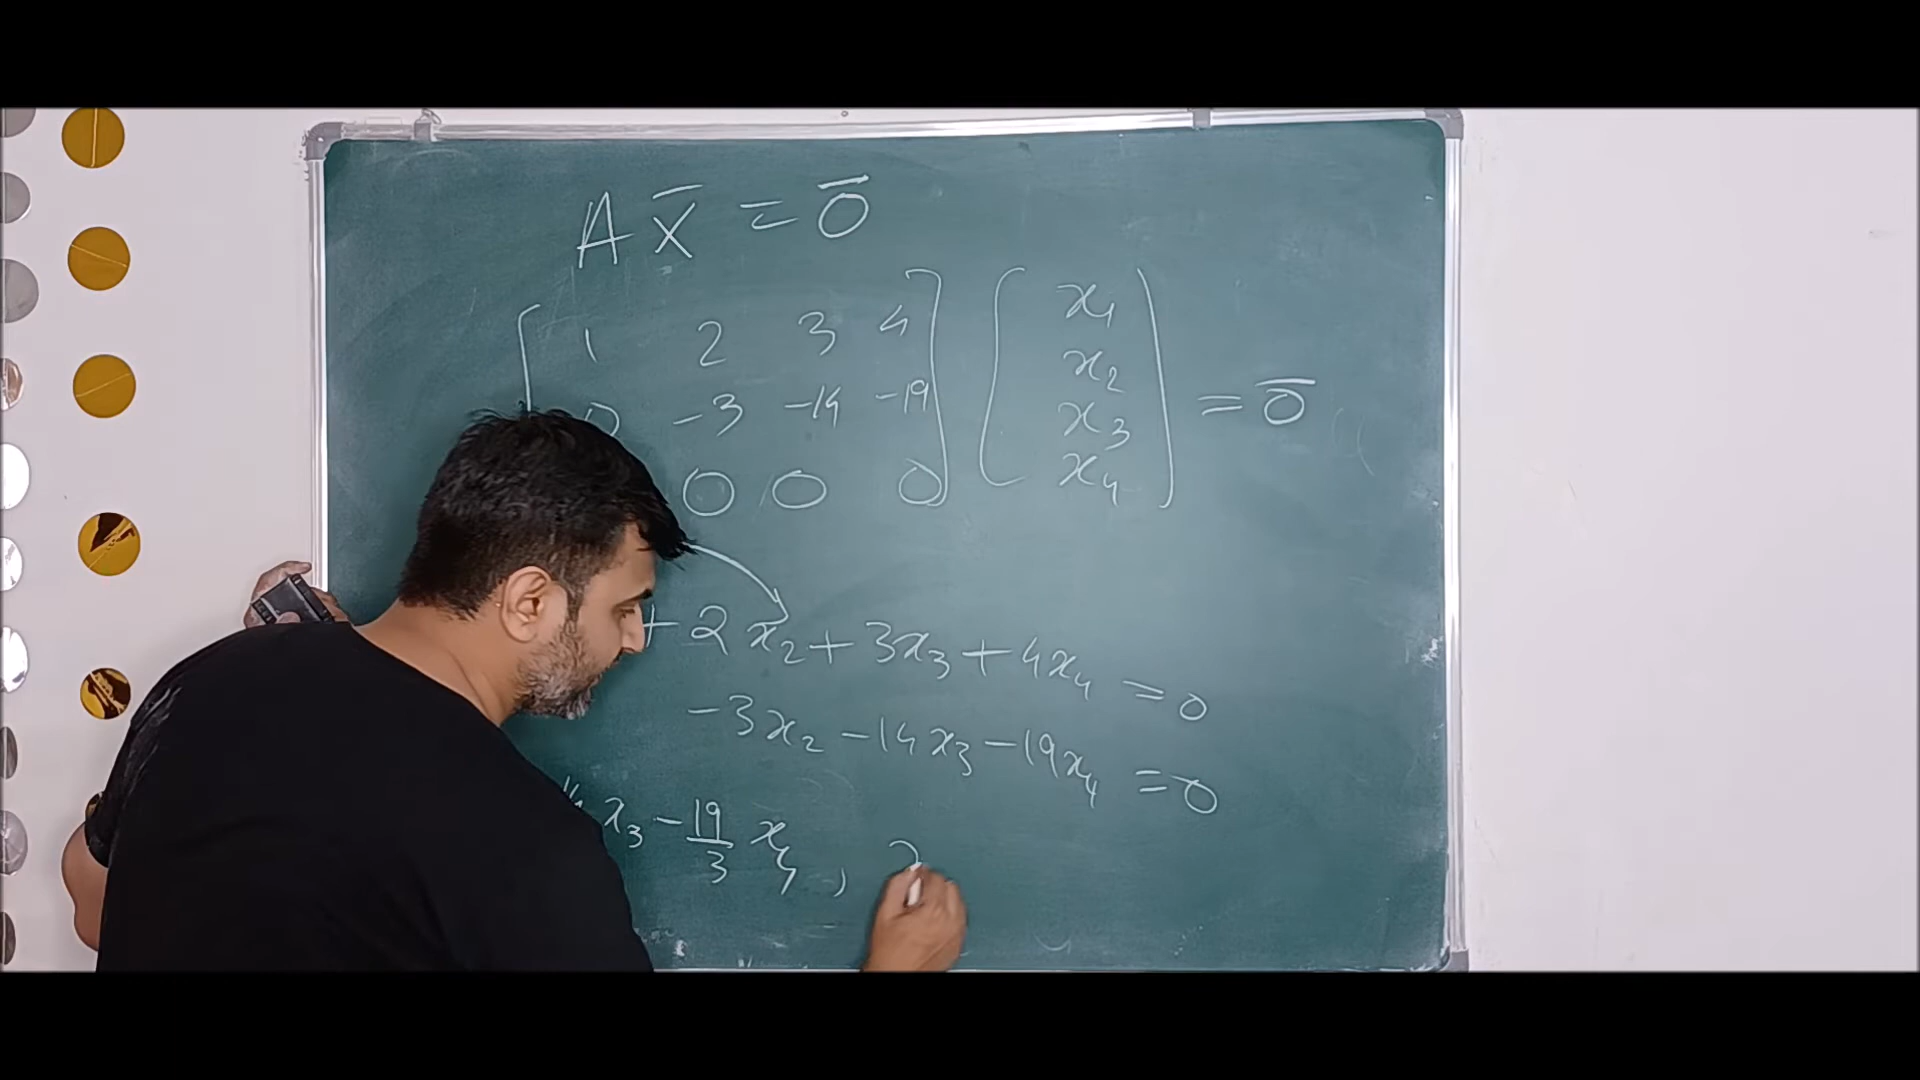 A x̄ = 0̄
1 2 3 4
0 -3 -14 -19
0 0 0
x₁
x₂
x₃
x₄
= 0̄
+ 2x₂ + 3x₃ + 4x₄ = 0
-3x₂ - 14x₃ - 19x₄ = 0
x₃ - 19/3 x₄ ,